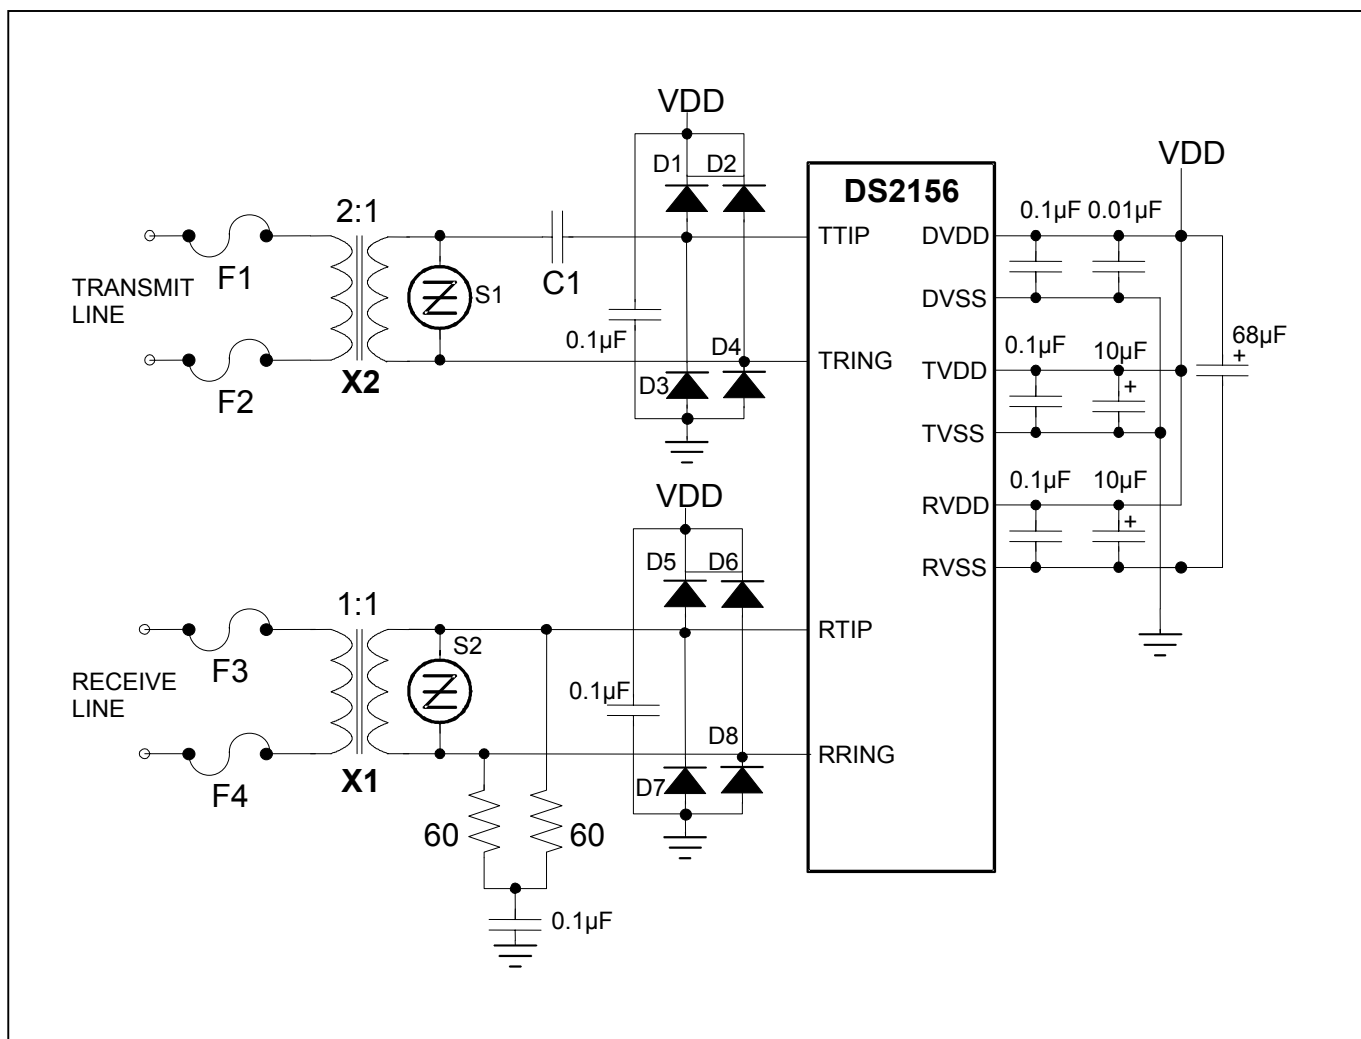 VDD
D1
D2
2:1
F1
TRANSMIT
LINE
F2
X2
S1
C1
0.1µF
D4
D3
DS2156
TTIP
TRING
RTIP
RRING
DVDD
DVSS
TVDD
TVSS
RVDD
RVSS
VDD
0.1µF
0.01µF
0.1µF
10µF
+
0.1µF
10µF
+
68µF
+
VDD
D5
D6
1:1
F3
RECEIVE
LINE
F4
X1
S2
0.1µF
D8
D7
60
60
0.1µF